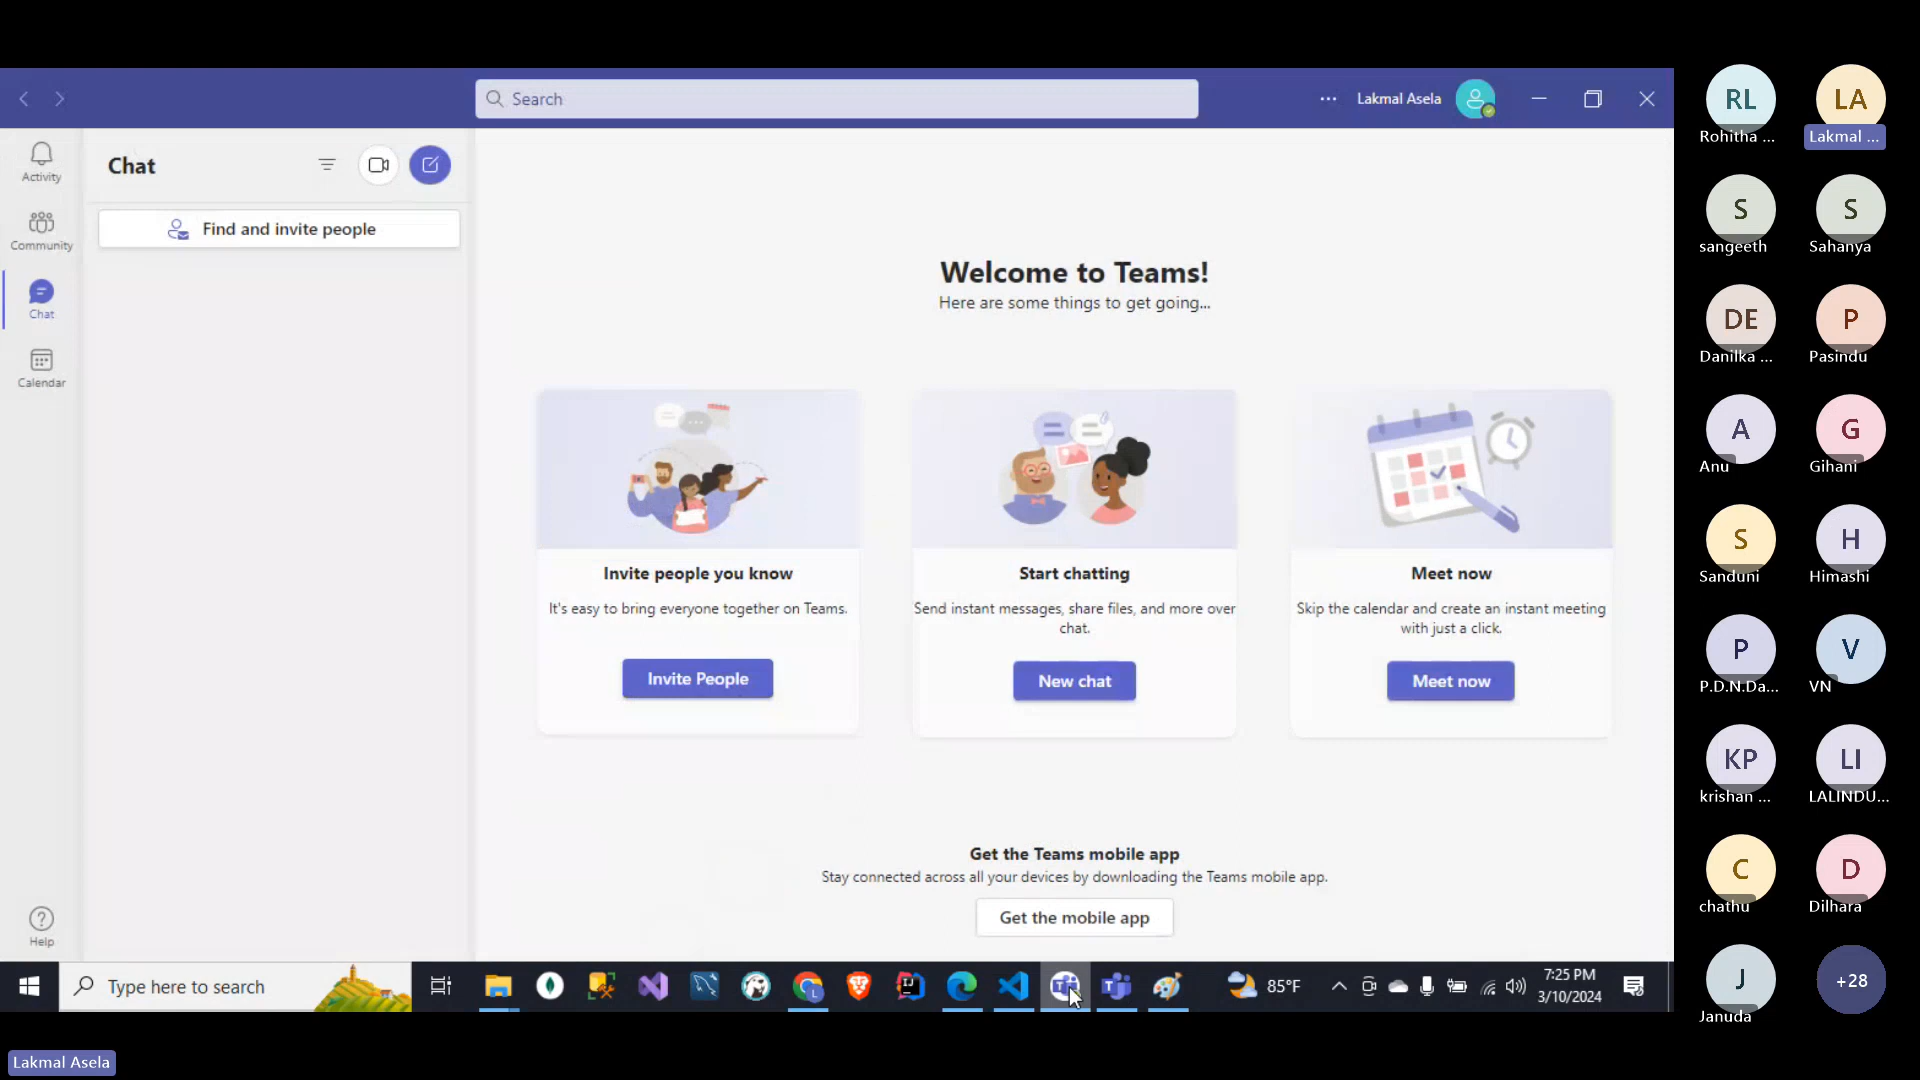 Search
Lakmal Asela
Activity
Community
Chat
Calendar
Help
Chat
Find and invite people
Welcome to Teams!
Here are some things to get going...
Invite people you know
It's easy to bring everyone together on Teams.
Invite People
Start chatting
Send instant messages, share files, and more over
chat.
New chat
Meet now
Skip the calendar and create an instant meeting
with just a click.
Meet now
Get the Teams mobile app
Stay connected across all your devices by downloading the Teams mobile app.
Get the mobile app
Type here to search
85°F
7:25 PM
3/10/2024
Lakmal Asela
RL
Rohitha ...
LA
Lakmal ...
S
sangeeth
S
Sahanya
DE
Danilka ...
P
Pasindu
A
Anu
G
Gihani
S
Sanduni
H
Himashi
P
P.D.N.Da...
V
VN
KP
krishan ...
LI
LALINDU...
C
chathu
D
Dilhara
J
Januda
+28